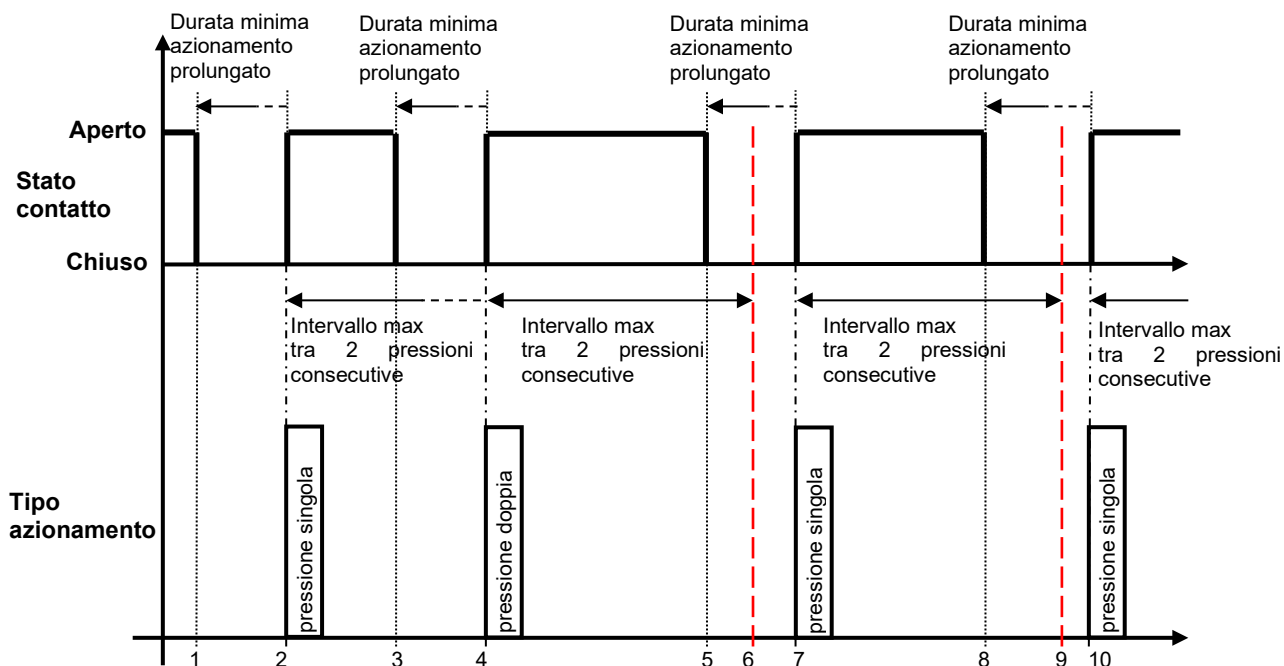 Durata minima
azionamento
prolungato
Durata minima
azionamento
prolungato
Durata minima
azionamento
prolungato
Durata minima
azionamento
prolungato
Aperto
Stato
contatto
Chiuso
Intervallo max
tra 2 pressioni
consecutive
Intervallo max
tra 2 pressioni
consecutive
Intervallo max
tra 2 pressioni
consecutive
Intervallo max
tra 2 pressioni
consecutive
Tipo
azionamento
pressione singola
pressione doppia
pressione singola
pressione singola
1 2 3 4 5 6 7 8 9 10